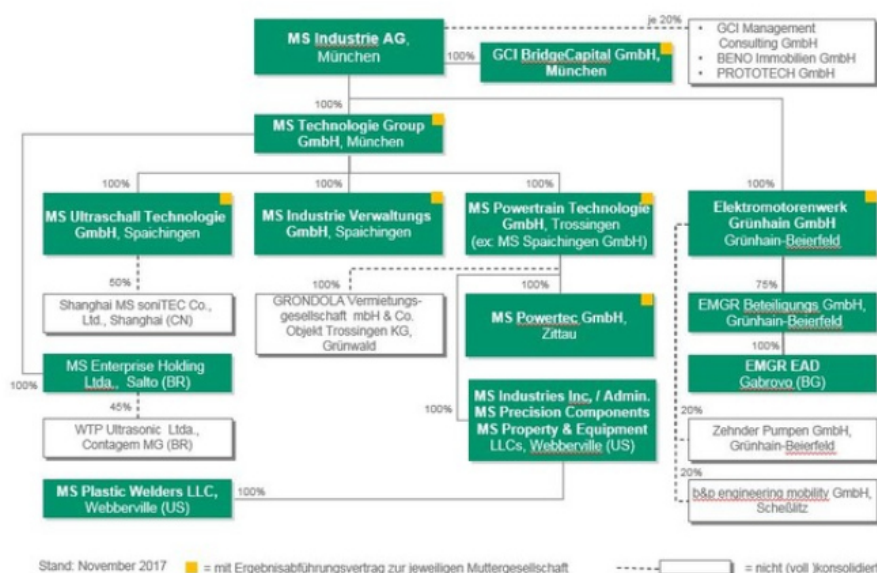 MS Industrie AG,
München
je 20%
• GCI Management
Consulting GmbH
• BENO Immobilien GmbH
• PROTOTECH GmbH
100%
GCI BridgeCapital GmbH,
München
100%
MS Technologie Group
GmbH, München
100%
100%
100%
100%
MS Ultraschall Technologie
GmbH, Spaichingen
MS Industrie Verwaltungs
GmbH, Spaichingen
MS Powertrain Technologie
GmbH, Trossingen
(ex: MS Spaichingen GmbH)
Elektromotorenwerk
Grünhain GmbH
Grünhain-Beierfeld
50%
100%
100%
75%
Shanghai MS soniTEC Co.,
Ltd., Shanghai (CN)
GRONDOLA Vermietungs-
gesellschaft mbH & Co.
Objekt Trossingen KG,
Grünwald
MS Powertec GmbH,
Zittau
EMGR Beteiligungs GmbH,
Grünhain-Beierfeld
100%
EMGR EAD
Gabrovo (BG)
100%
MS Enterprise Holding
Ltda., Salto (BR)
45%
WTP Ultrasonic Ltda.,
Contagem MG (BR)
100%
MS Industries Inc. / Admin.
MS Precision Components
MS Property & Equipment
LLCs, Webberville (US)
20%
Zehnder Pumpen GmbH,
Grünhain-Beierfeld
20%
b&p engineering mobility GmbH,
Scheßlitz
MS Plastic Welders LLC,
Webberville (US)
100%
Stand: November 2017
= mit Ergebnisabführungsvertrag zur jeweiligen Muttergesellschaft
= nicht (voll )konsolidiert